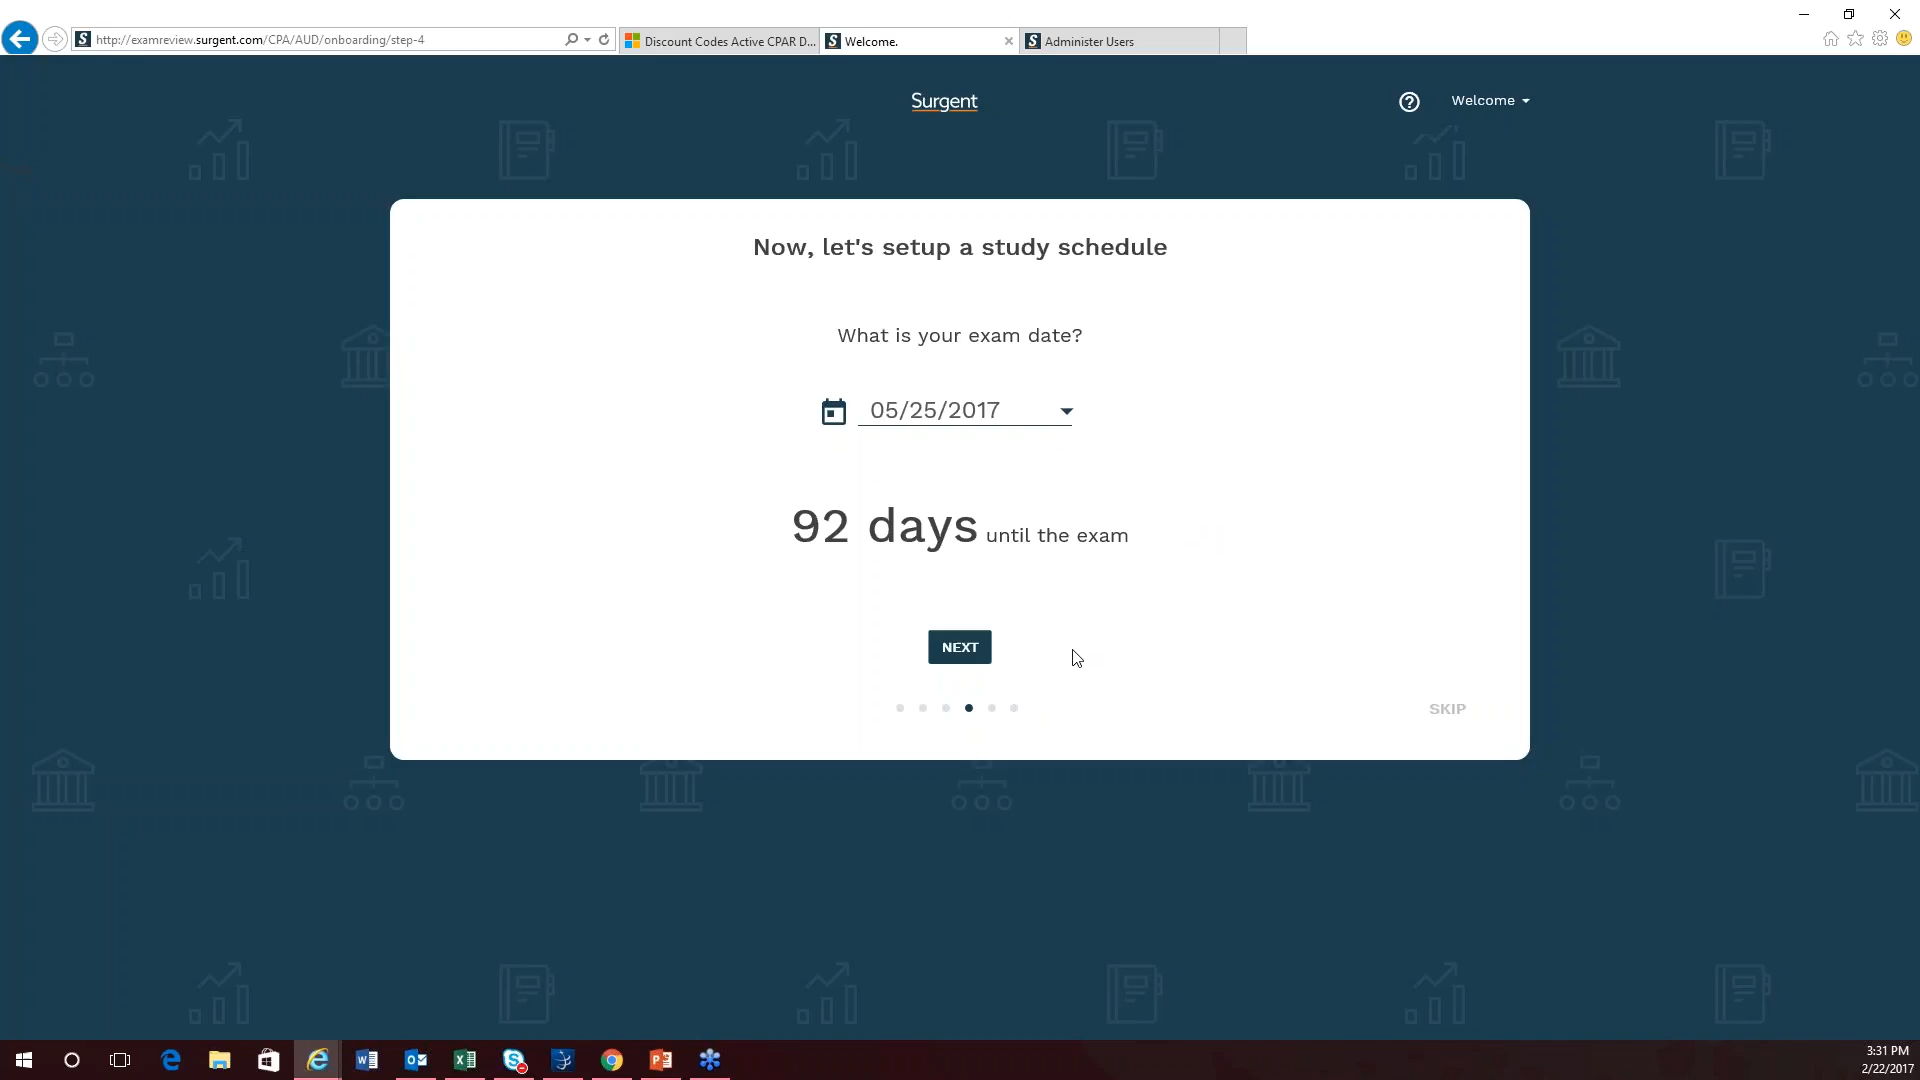 http://examreview.surgent.com/CPA/AUD/onboarding/step-4
Discount Codes Active CPAR D...
Welcome.
Administer Users
Surgent
Welcome
Now, let's setup a study schedule
What is your exam date?
05/25/2017
92 days until the exam
NEXT
SKIP
3:31 PM
2/22/2017